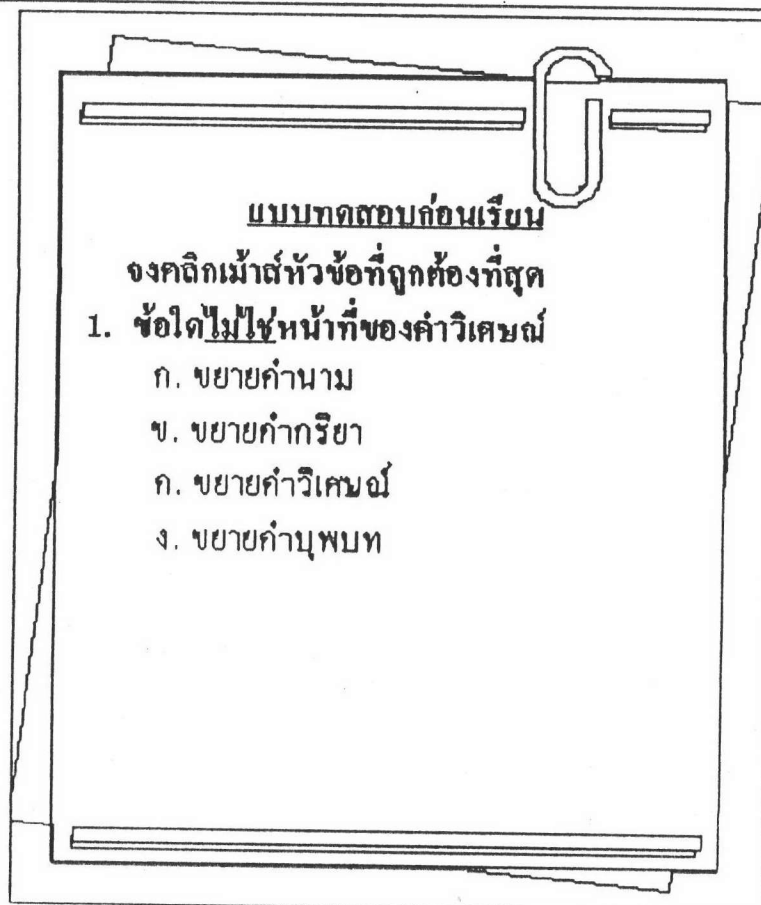 แบบทดสอบก่อนเรียน
จงคลิกเม้าส์หัวข้อที่ถูกต้องที่สุด
1. ข้อใดไม่ใช่หน้าที่ของคำวิเศษณ์
ก. ขยายคำนาม
ข. ขยายคำกริยา
ค. ขยายคำวิเศษณ์
ง. ขยายคำบุพบท